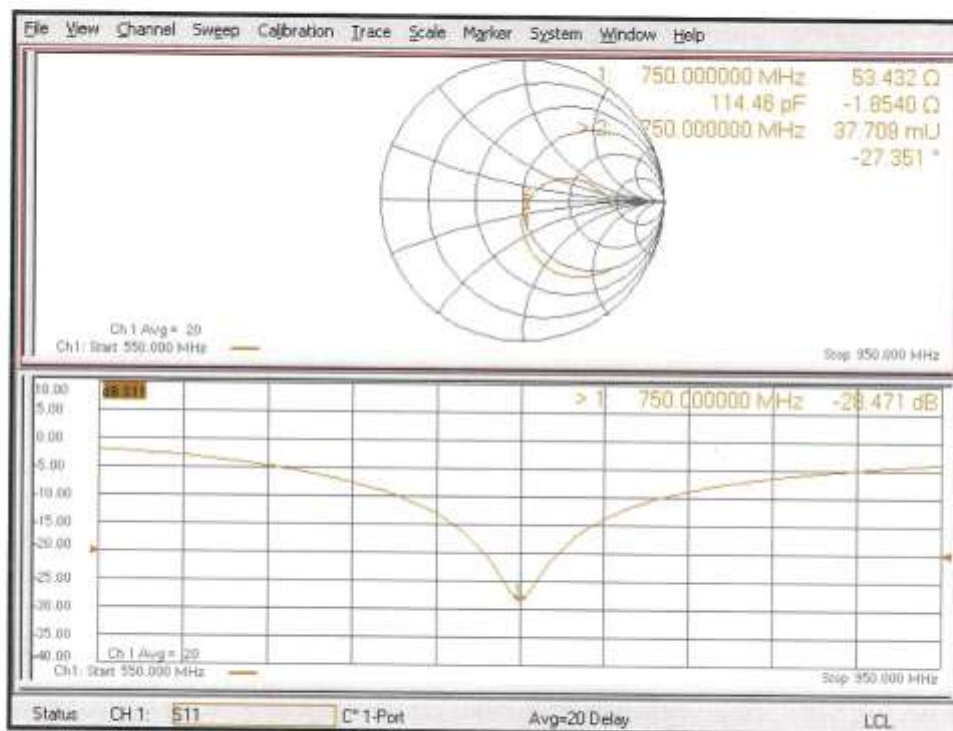 File View Channel Sweep Calibration Trace Scale Marker System Window Help
1: 750.000000 MHz 53.432 Ω
114.46 pF -1.8540 Ω
> 2: 750.000000 MHz 37.709 mU
-27.351 °
Ch 1 Avg = 20
Ch1: Start 550.000 MHz
Stop 950.000 MHz
10.00
dB S11
> 1: 750.000000 MHz -28.471 dB
5.00
0.00
-5.00
-10.00
-15.00
-20.00
-25.00
-30.00
-35.00
-40.00
Ch 1 Avg = 20
Ch1: Start 550.000 MHz
Stop 950.000 MHz
Status CH 1: S11 C* 1-Port Avg=20 Delay LCL